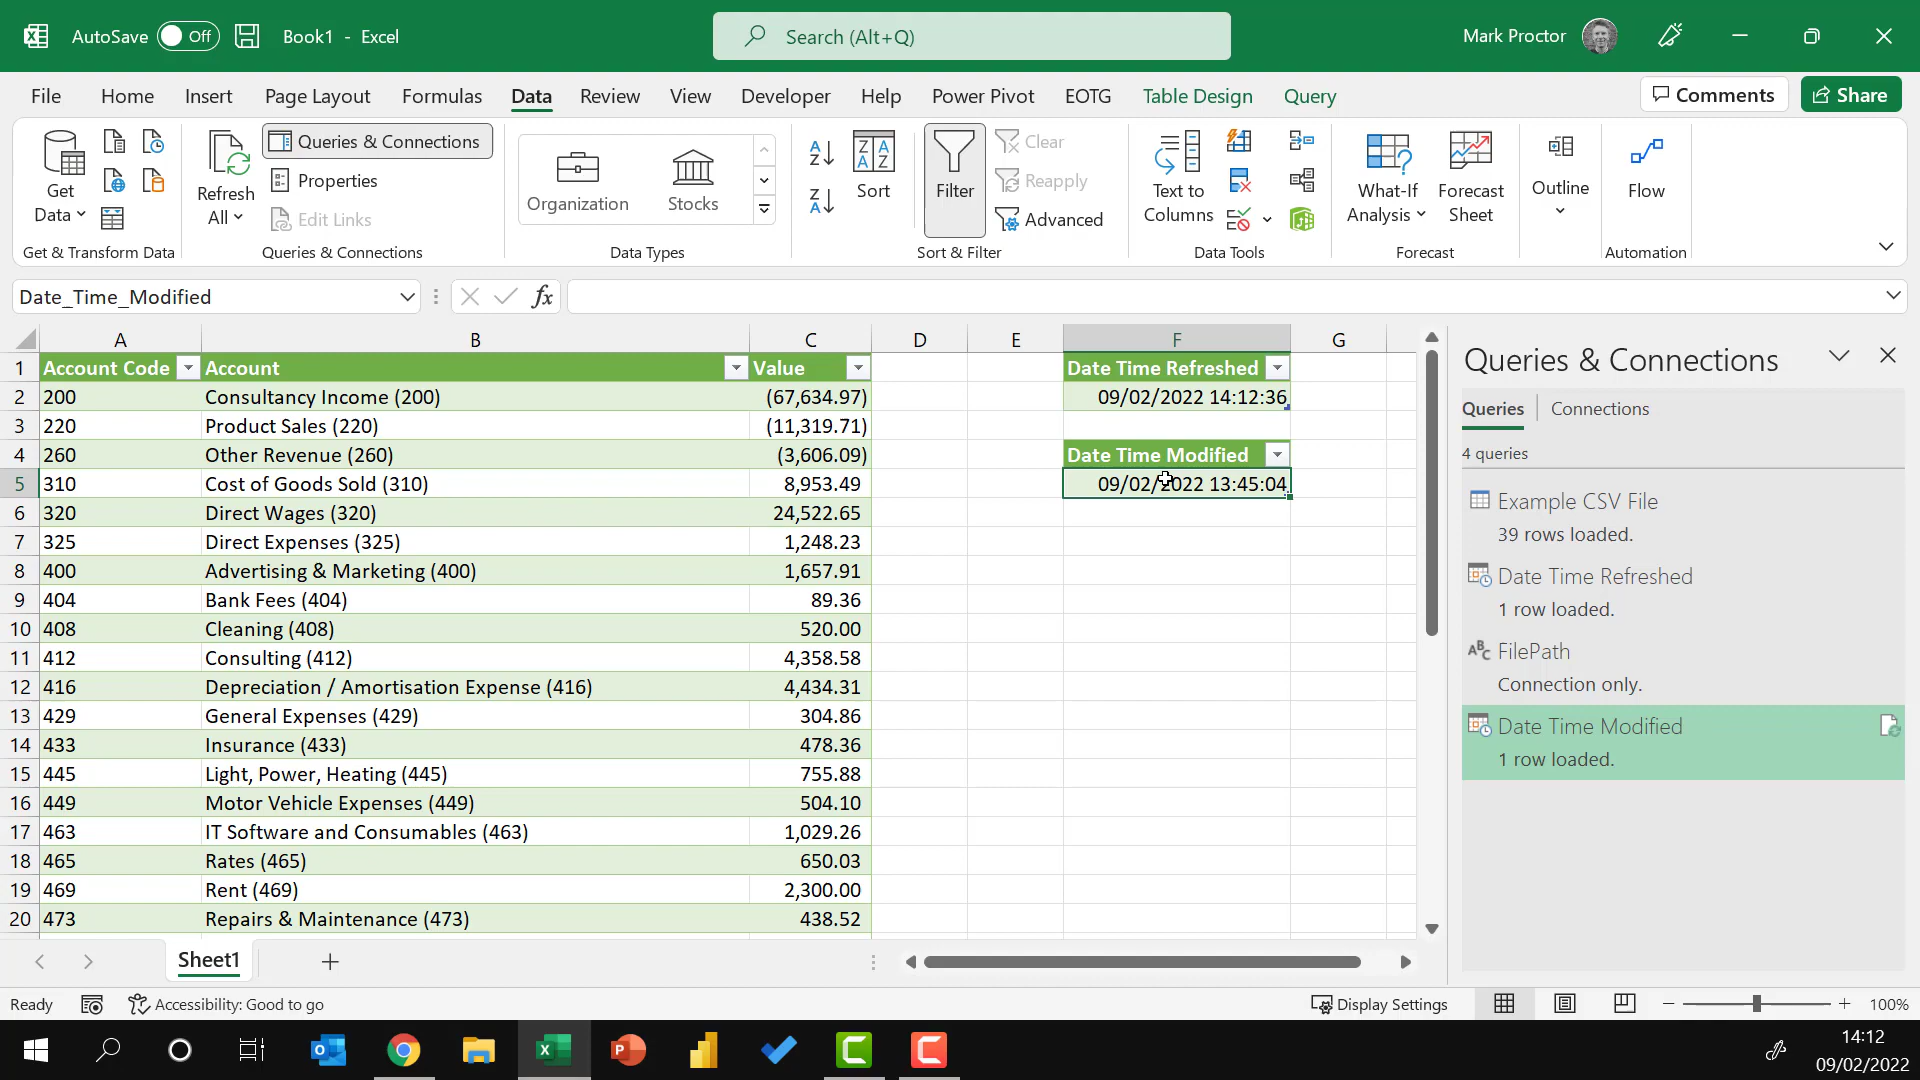 AutoSave Off Book1 - Excel
Search (Alt+Q)
Mark Proctor
File Home Insert Page Layout Formulas Data Review View Developer Help Power Pivot EOTG Table Design Query
Comments Share
Get Data
Get & Transform Data
Refresh All
Queries & Connections
Properties
Edit Links
Queries & Connections
Organization Stocks
Data Types
Sort
Filter
Clear
Reapply
Advanced
Sort & Filter
Text to Columns
Data Tools
What-If Analysis
Forecast Sheet
Forecast
Outline
Flow
Automation
Date_Time_Modified
fx
A B C D E F G
1 Account Code Account Value Date Time Refreshed
2 200 Consultancy Income (200) (67,634.97) 09/02/2022 14:12:36
3 220 Product Sales (220) (11,319.71)
4 260 Other Revenue (260) (3,606.09) Date Time Modified
5 310 Cost of Goods Sold (310) 8,953.49 09/02/2022 13:45:04
6 320 Direct Wages (320) 24,522.65
7 325 Direct Expenses (325) 1,248.23
8 400 Advertising & Marketing (400) 1,657.91
9 404 Bank Fees (404) 89.36
10 408 Cleaning (408) 520.00
11 412 Consulting (412) 4,358.58
12 416 Depreciation / Amortisation Expense (416) 4,434.31
13 429 General Expenses (429) 304.86
14 433 Insurance (433) 478.36
15 445 Light, Power, Heating (445) 755.88
16 449 Motor Vehicle Expenses (449) 504.10
17 463 IT Software and Consumables (463) 1,029.26
18 465 Rates (465) 650.03
19 469 Rent (469) 2,300.00
20 473 Repairs & Maintenance (473) 438.52
Queries & Connections
Queries Connections
4 queries
Example CSV File
39 rows loaded.
Date Time Refreshed
1 row loaded.
ABC FilePath
Connection only.
Date Time Modified
1 row loaded.
Sheet1
Ready Accessibility: Good to go Display Settings 100%
14:12
09/02/2022